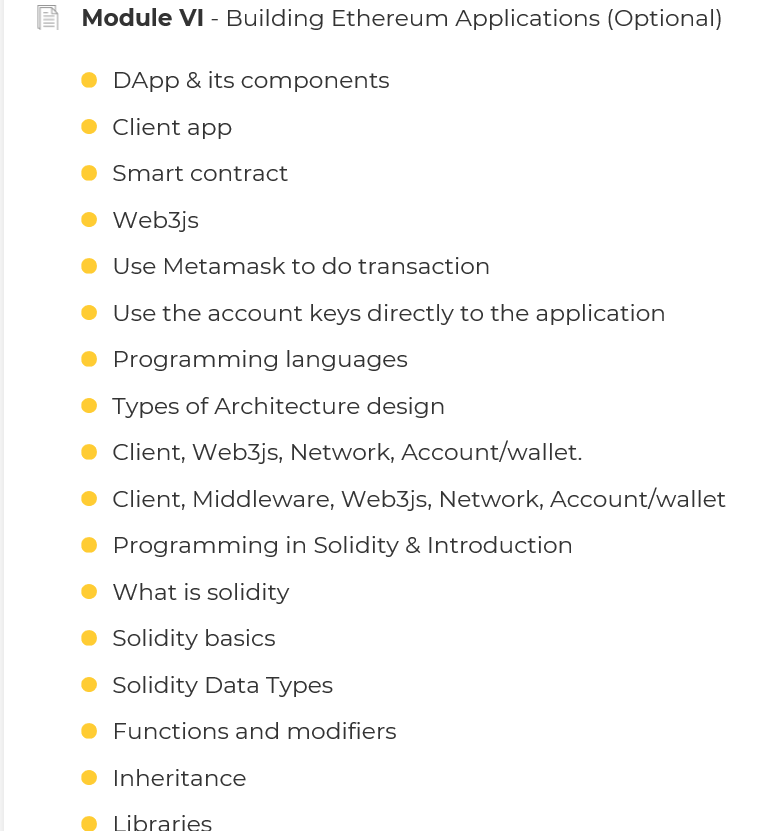 Module VI - Building Ethereum Applications (Optional)
DApp & its components
Client app
Smart contract
Web3js
Use Metamask to do transaction
Use the account keys directly to the application
Programming languages
Types of Architecture design
Client, Web3js, Network, Account/wallet.
Client, Middleware, Web3js, Network, Account/wallet
Programming in Solidity & Introduction
What is solidity
Solidity basics
Solidity Data Types
Functions and modifiers
Inheritance
Libraries